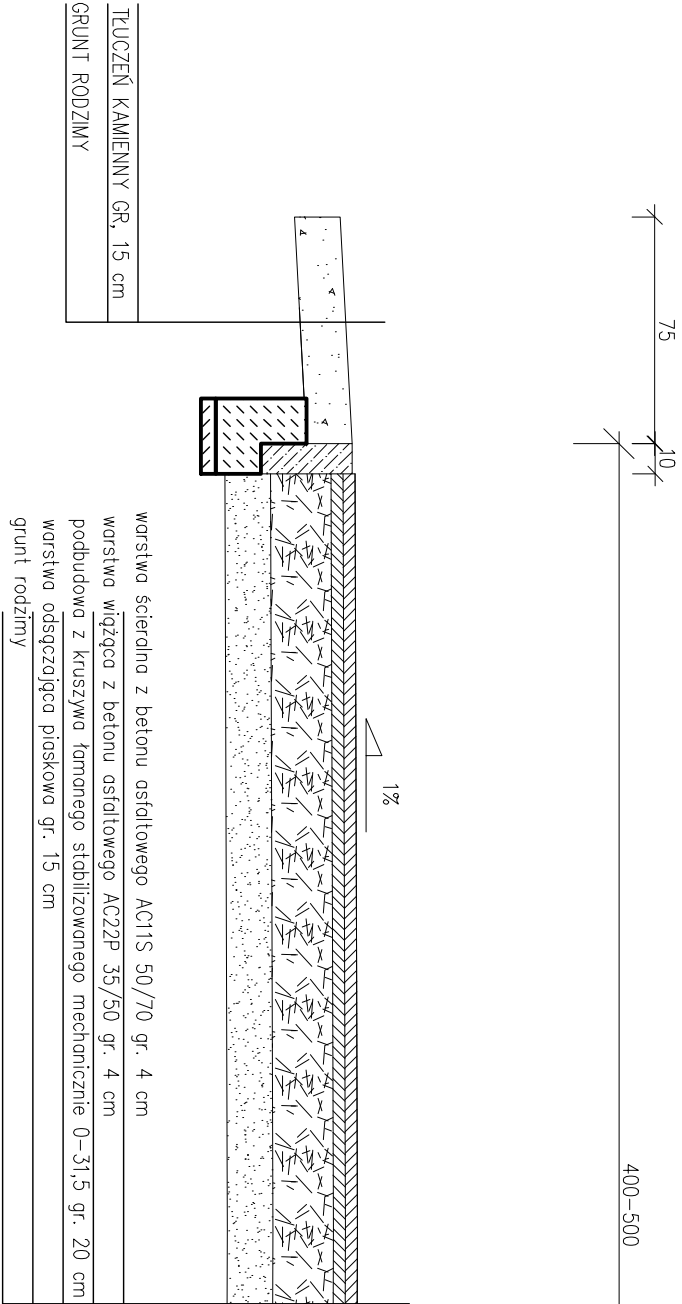 75
10
400-500
1%
TŁUCZEŃ KAMIENNY GR, 15 cm
GRUNT RODZIMY
warstwa ścieralna z betonu asfaltowego AC11S 50/70 gr. 4 cm
warstwa wiążąca z betonu asfaltowego AC22P 35/50 gr. 4 cm
podbudowa z kruszywa łamanego stabilizowanego mechanicznie 0-31,5 gr. 20 cm
warstwa odsączająca piaskowa gr. 15 cm
grunt rodzimy